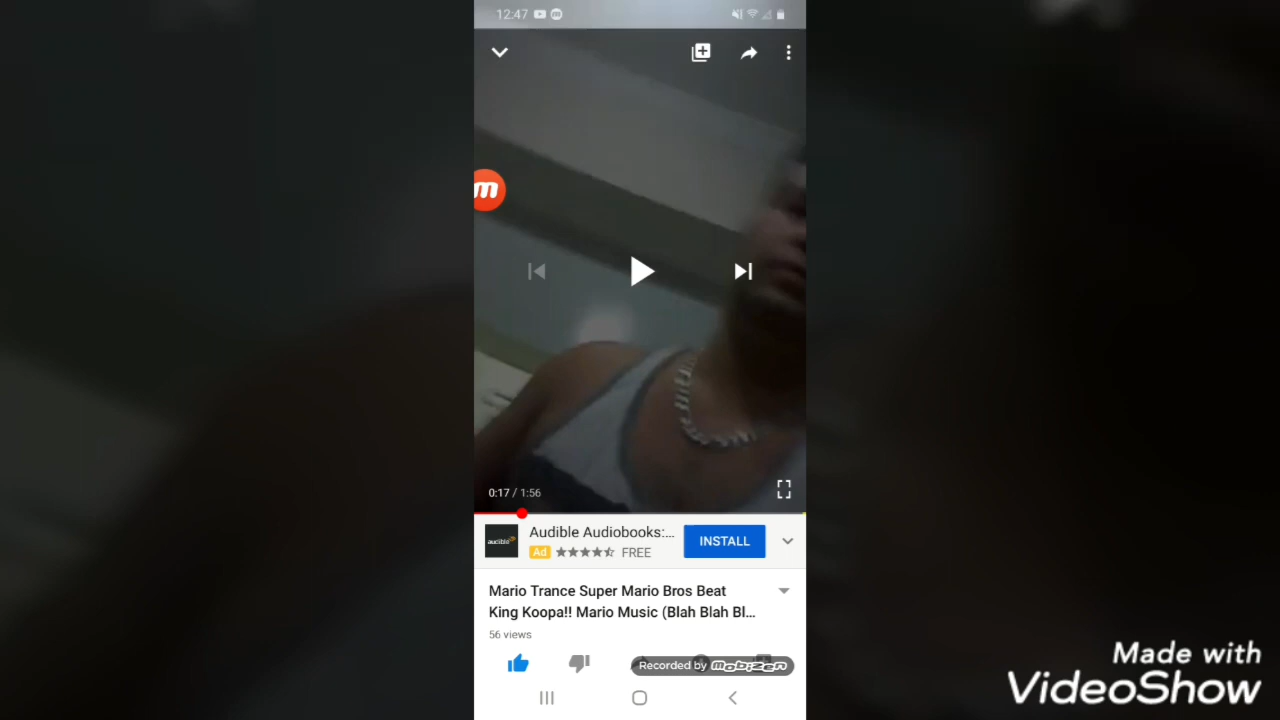 12:47
m
0:17 / 1:56
audible
Audible Audiobooks:...
Ad FREE
INSTALL
Mario Trance Super Mario Bros Beat
King Koopa!! Mario Music (Blah Blah Bl...
56 views
Recorded by mobizen
Made with
VideoShow